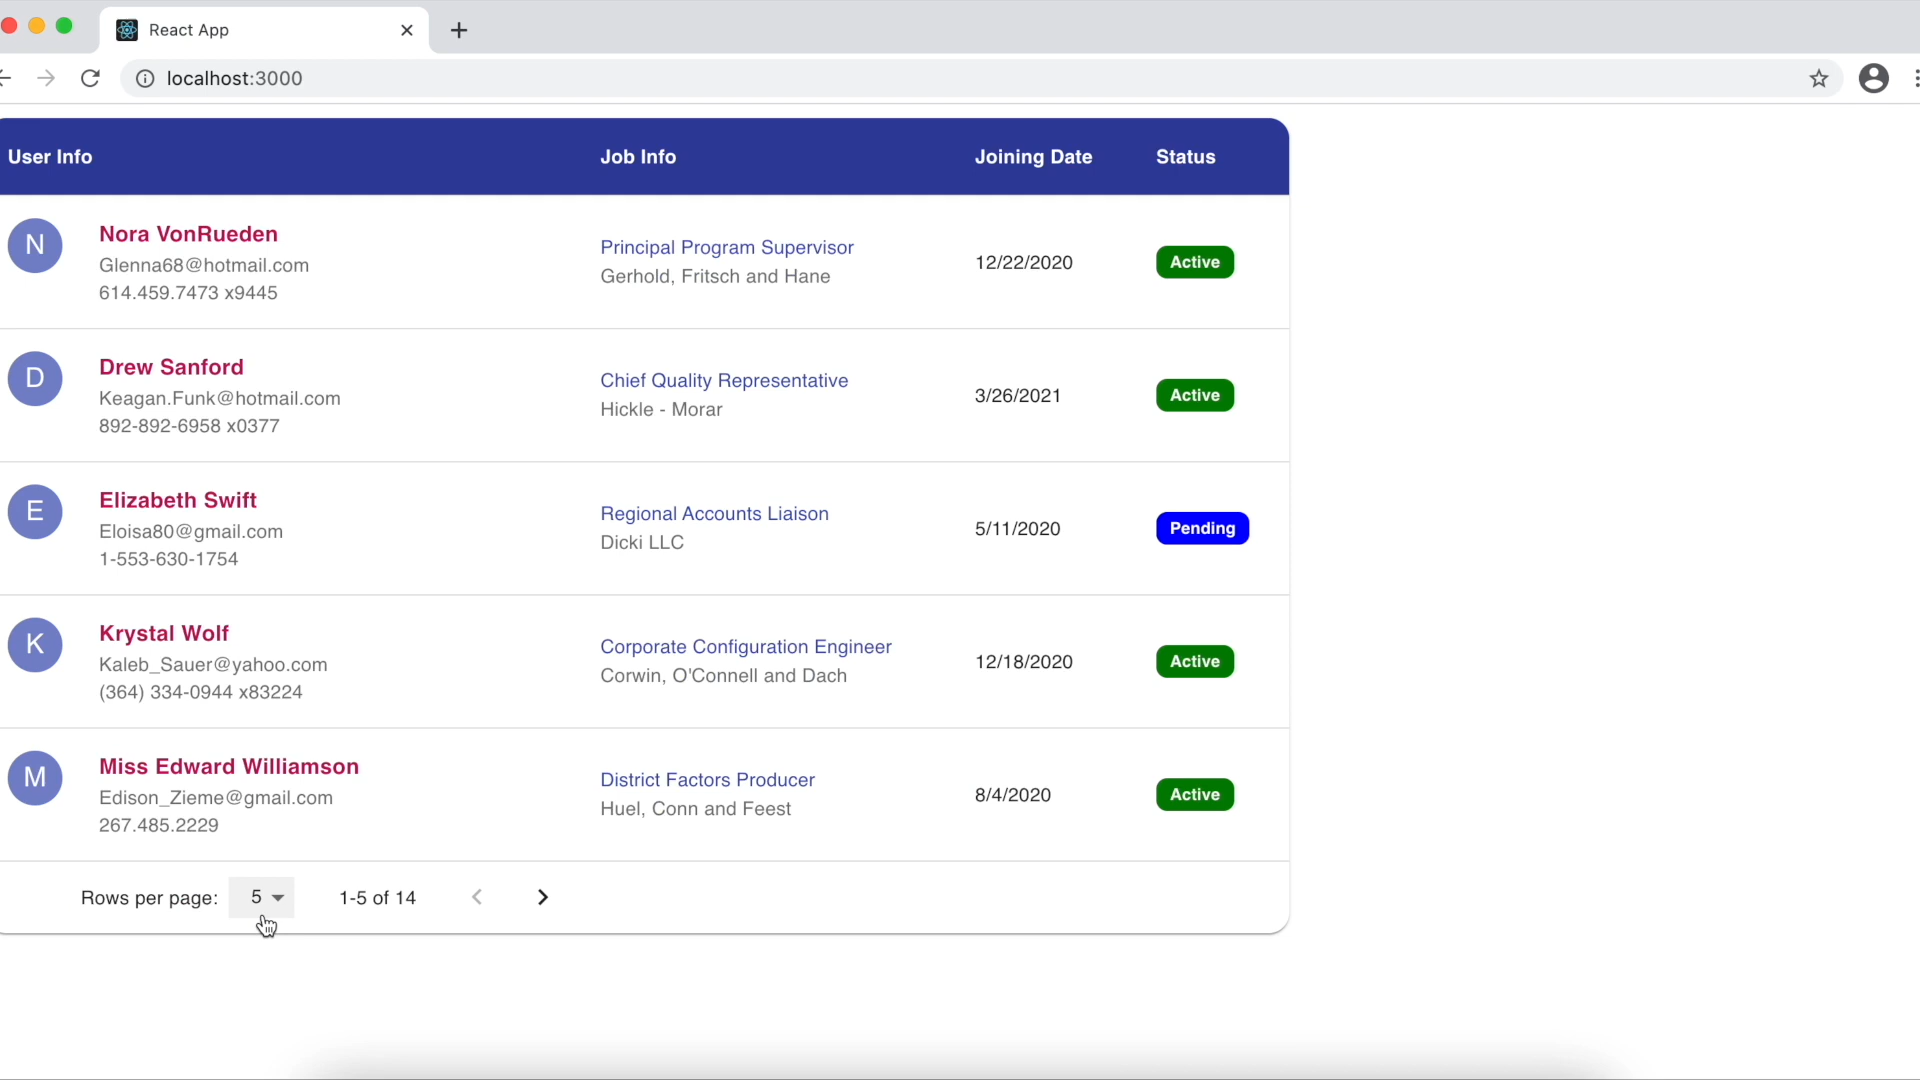 React App
localhost:3000
User Info Job Info Joining Date Status
N
Nora VonRueden
Glenna68@hotmail.com
614.459.7473 x9445
Principal Program Supervisor
Gerhold, Fritsch and Hane
12/22/2020
Active
D
Drew Sanford
Keagan.Funk@hotmail.com
892-892-6958 x0377
Chief Quality Representative
Hickle - Morar
3/26/2021
Active
E
Elizabeth Swift
Eloisa80@gmail.com
1-553-630-1754
Regional Accounts Liaison
Dicki LLC
5/11/2020
Pending
K
Krystal Wolf
Kaleb_Sauer@yahoo.com
(364) 334-0944 x83224
Corporate Configuration Engineer
Corwin, O'Connell and Dach
12/18/2020
Active
M
Miss Edward Williamson
Edison_Zieme@gmail.com
267.485.2229
District Factors Producer
Huel, Conn and Feest
8/4/2020
Active
Rows per page: 5 1-5 of 14